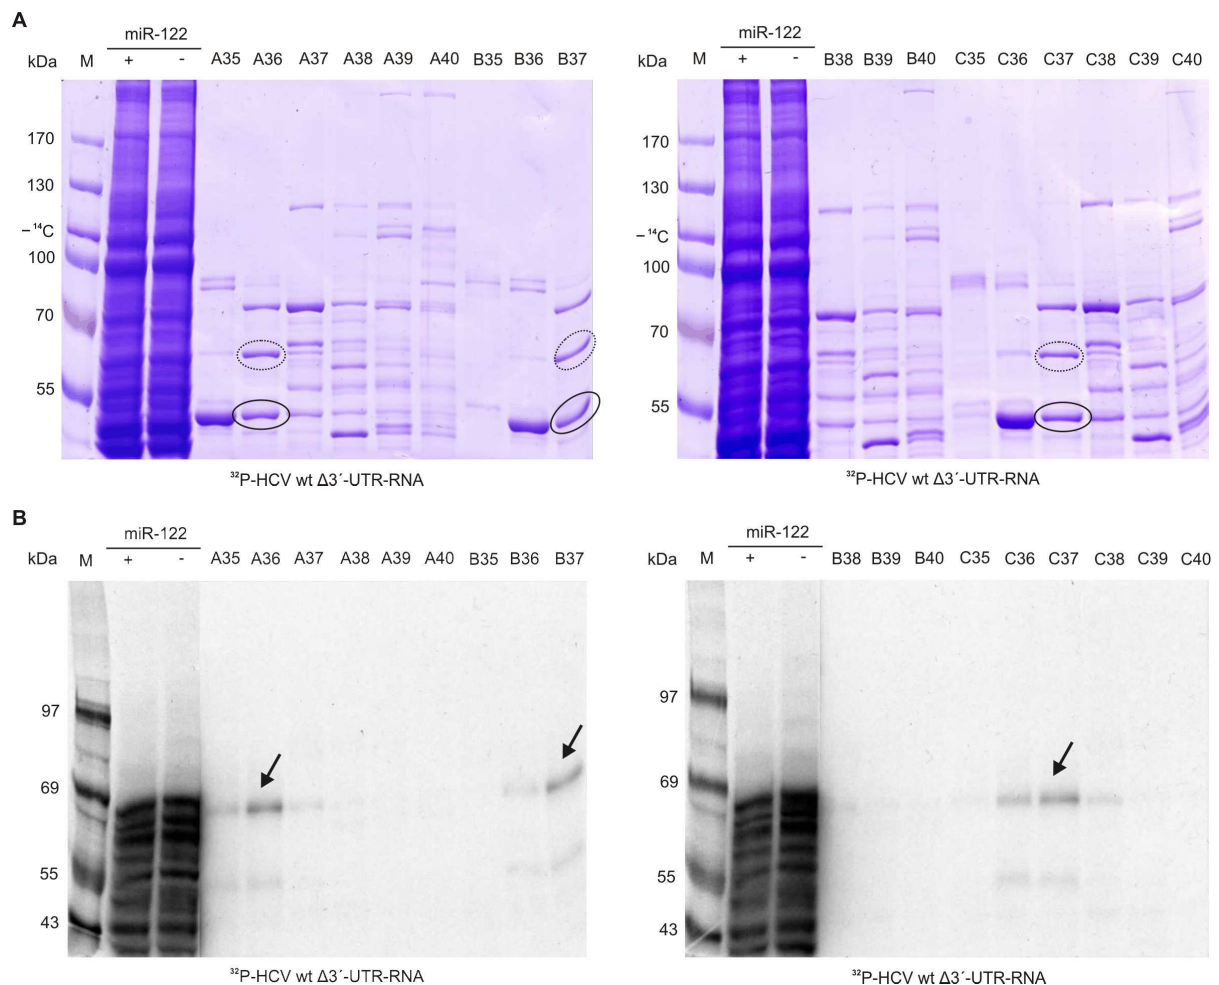 A
miR-122
kDa M + - A35 A36 A37 A38 A39 A40 B35 B36 B37
170
130
–¹⁴C
100
70
55
³²P-HCV wt Δ3´-UTR-RNA
miR-122
kDa M + - B38 B39 B40 C35 C36 C37 C38 C39 C40
170
130
–¹⁴C
100
70
55
³²P-HCV wt Δ3´-UTR-RNA
B
miR-122
kDa M + - A35 A36 A37 A38 A39 A40 B35 B36 B37
97
69
55
43
³²P-HCV wt Δ3´-UTR-RNA
miR-122
kDa M + - B38 B39 B40 C35 C36 C37 C38 C39 C40
97
69
55
43
³²P-HCV wt Δ3´-UTR-RNA